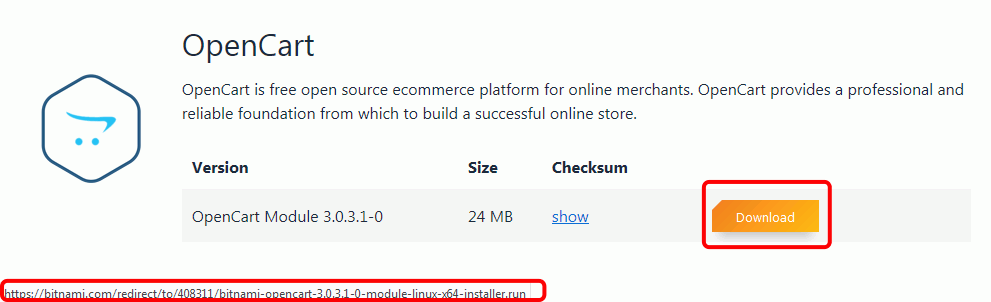 OpenCart
OpenCart is free open source ecommerce platform for online merchants. OpenCart provides a professional and
reliable foundation from which to build a successful online store.
Version Size Checksum
OpenCart Module 3.0.3.1-0 24 MB show Download
https://bitnami.com/redirect/to/408311/bitnami-opencart-3.0.3.1-0-module-linux-x64-installer.run